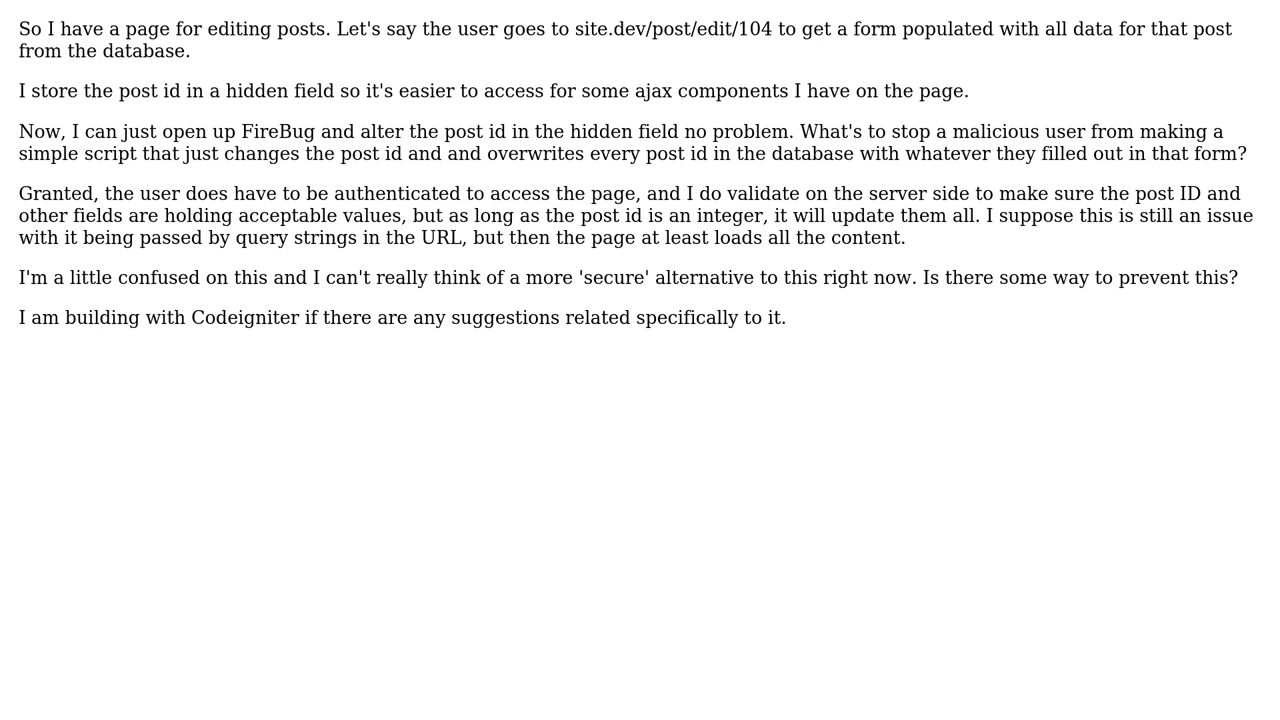 So I have a page for editing posts. Let's say the user goes to site.dev/post/edit/104 to get a form populated with all data for that post
from the database.
I store the post id in a hidden field so it's easier to access for some ajax components I have on the page.
Now, I can just open up FireBug and alter the post id in the hidden field no problem. What's to stop a malicious user from making a
simple script that just changes the post id and and overwrites every post id in the database with whatever they filled out in that form?
Granted, the user does have to be authenticated to access the page, and I do validate on the server side to make sure the post ID and
other fields are holding acceptable values, but as long as the post id is an integer, it will update them all. I suppose this is still an issue
with it being passed by query strings in the URL, but then the page at least loads all the content.
I'm a little confused on this and I can't really think of a more 'secure' alternative to this right now. Is there some way to prevent this?
I am building with Codeigniter if there are any suggestions related specifically to it.